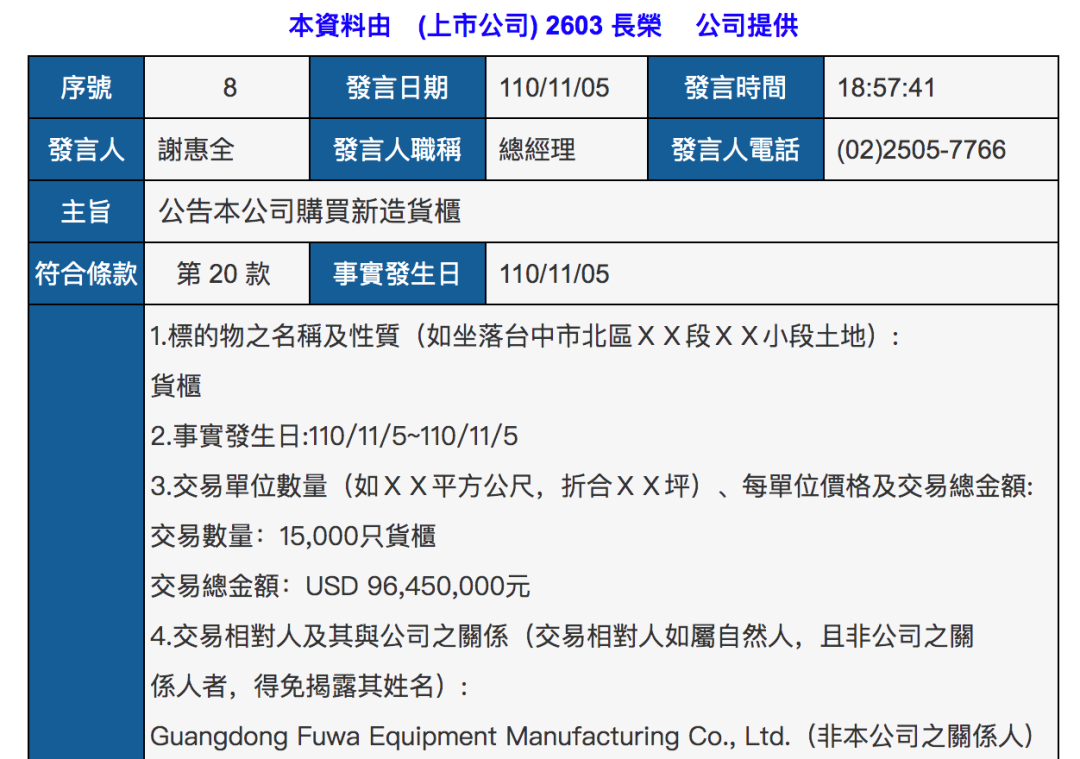 本資料由 (上市公司) 2603 長榮 公司提供
序號 8 發言日期 110/11/05 發言時間 18:57:41
發言人 謝惠全 發言人職稱 總經理 發言人電話 (02)2505-7766
主旨 公告本公司購買新造貨櫃
符合條款 第 20 款 事實發生日 110/11/05
1.標的物之名稱及性質（如坐落台中市北區ＸＸ段ＸＸ小段土地）:
貨櫃
2.事實發生日:110/11/5~110/11/5
3.交易單位數量（如ＸＸ平方公尺，折合ＸＸ坪）、每單位價格及交易總金額:
交易數量：15,000只貨櫃
交易總金額：USD 96,450,000元
4.交易相對人及其與公司之關係（交易相對人如屬自然人，且非公司之關
係人者，得免揭露其姓名）:
Guangdong Fuwa Equipment Manufacturing Co., Ltd.（非本公司之關係人）